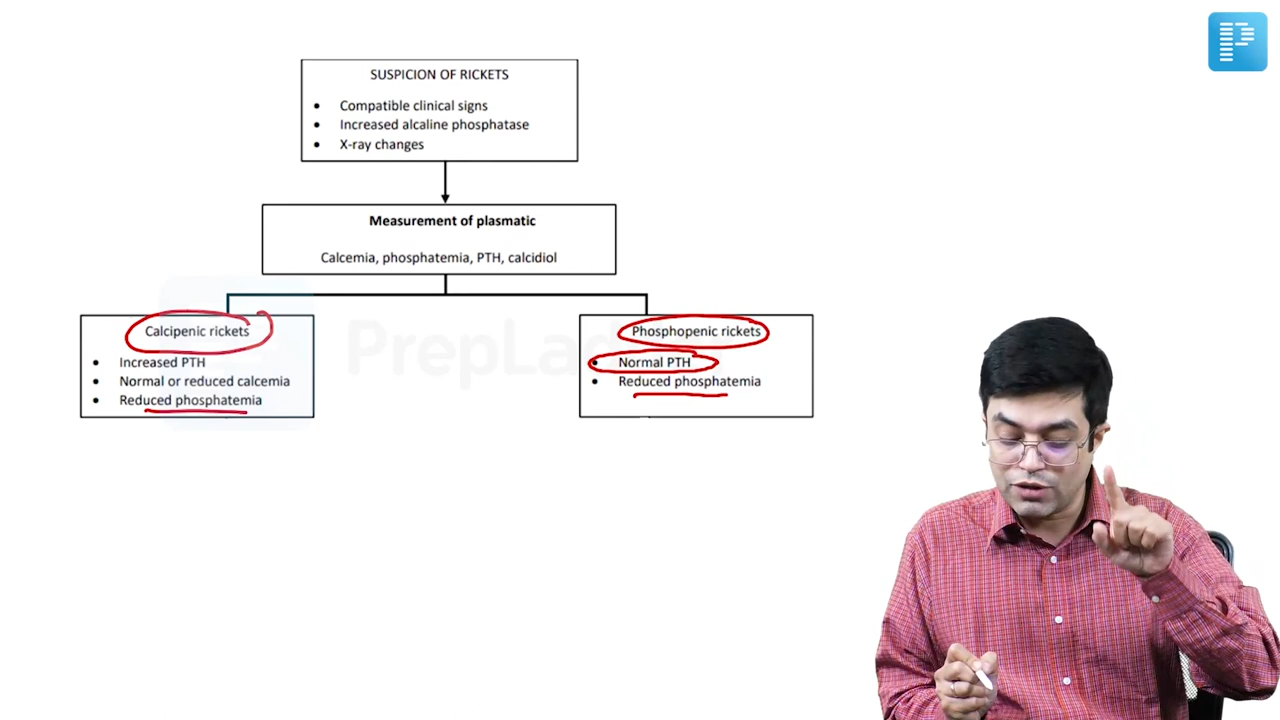 SUSPICION OF RICKETS
• Compatible clinical signs
• Increased alcaline phosphatase
• X-ray changes
Measurement of plasmatic
Calcemia, phosphatemia, PTH, calcidiol
Calcipenic rickets
• Increased PTH
• Normal or reduced calcemia
• Reduced phosphatemia
Phosphopenic rickets
• Normal PTH
• Reduced phosphatemia